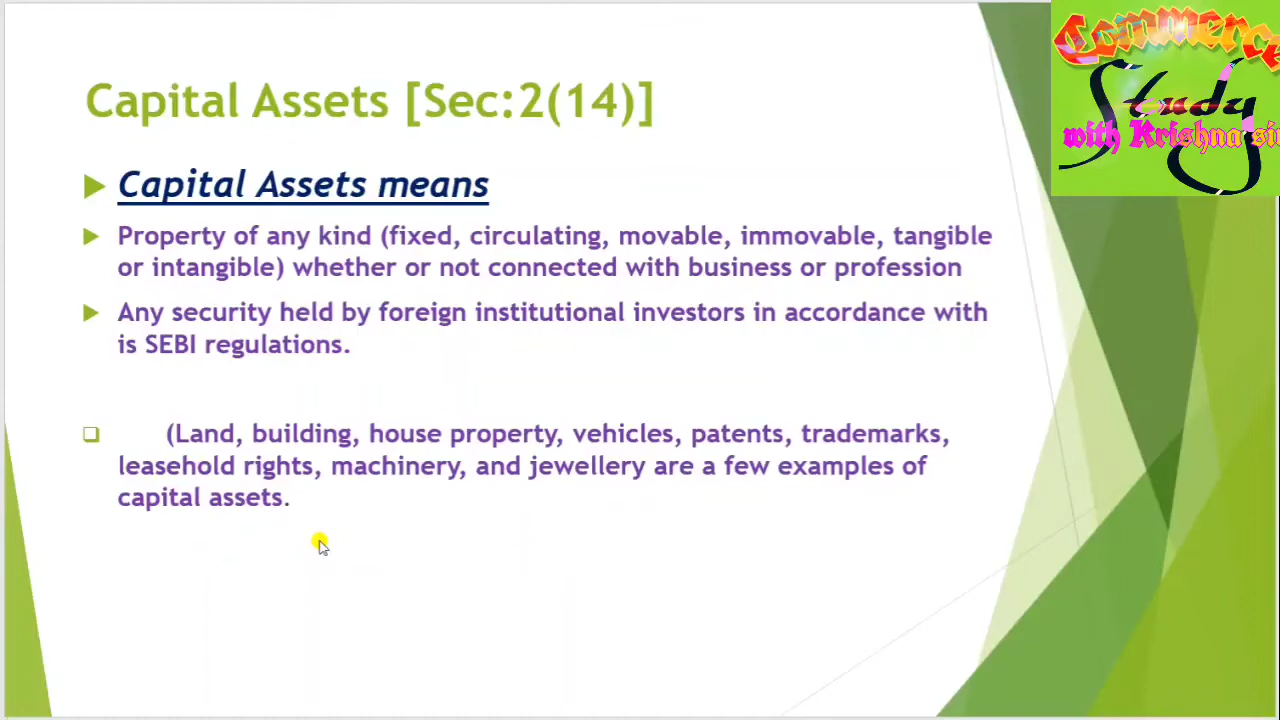 Commerce
Study
with Krishna si
Capital Assets [Sec:2(14)]
Capital Assets means
Property of any kind (fixed, circulating, movable, immovable, tangible
or intangible) whether or not connected with business or profession
Any security held by foreign institutional investors in accordance with
is SEBI regulations.
(Land, building, house property, vehicles, patents, trademarks,
leasehold rights, machinery, and jewellery are a few examples of
capital assets.